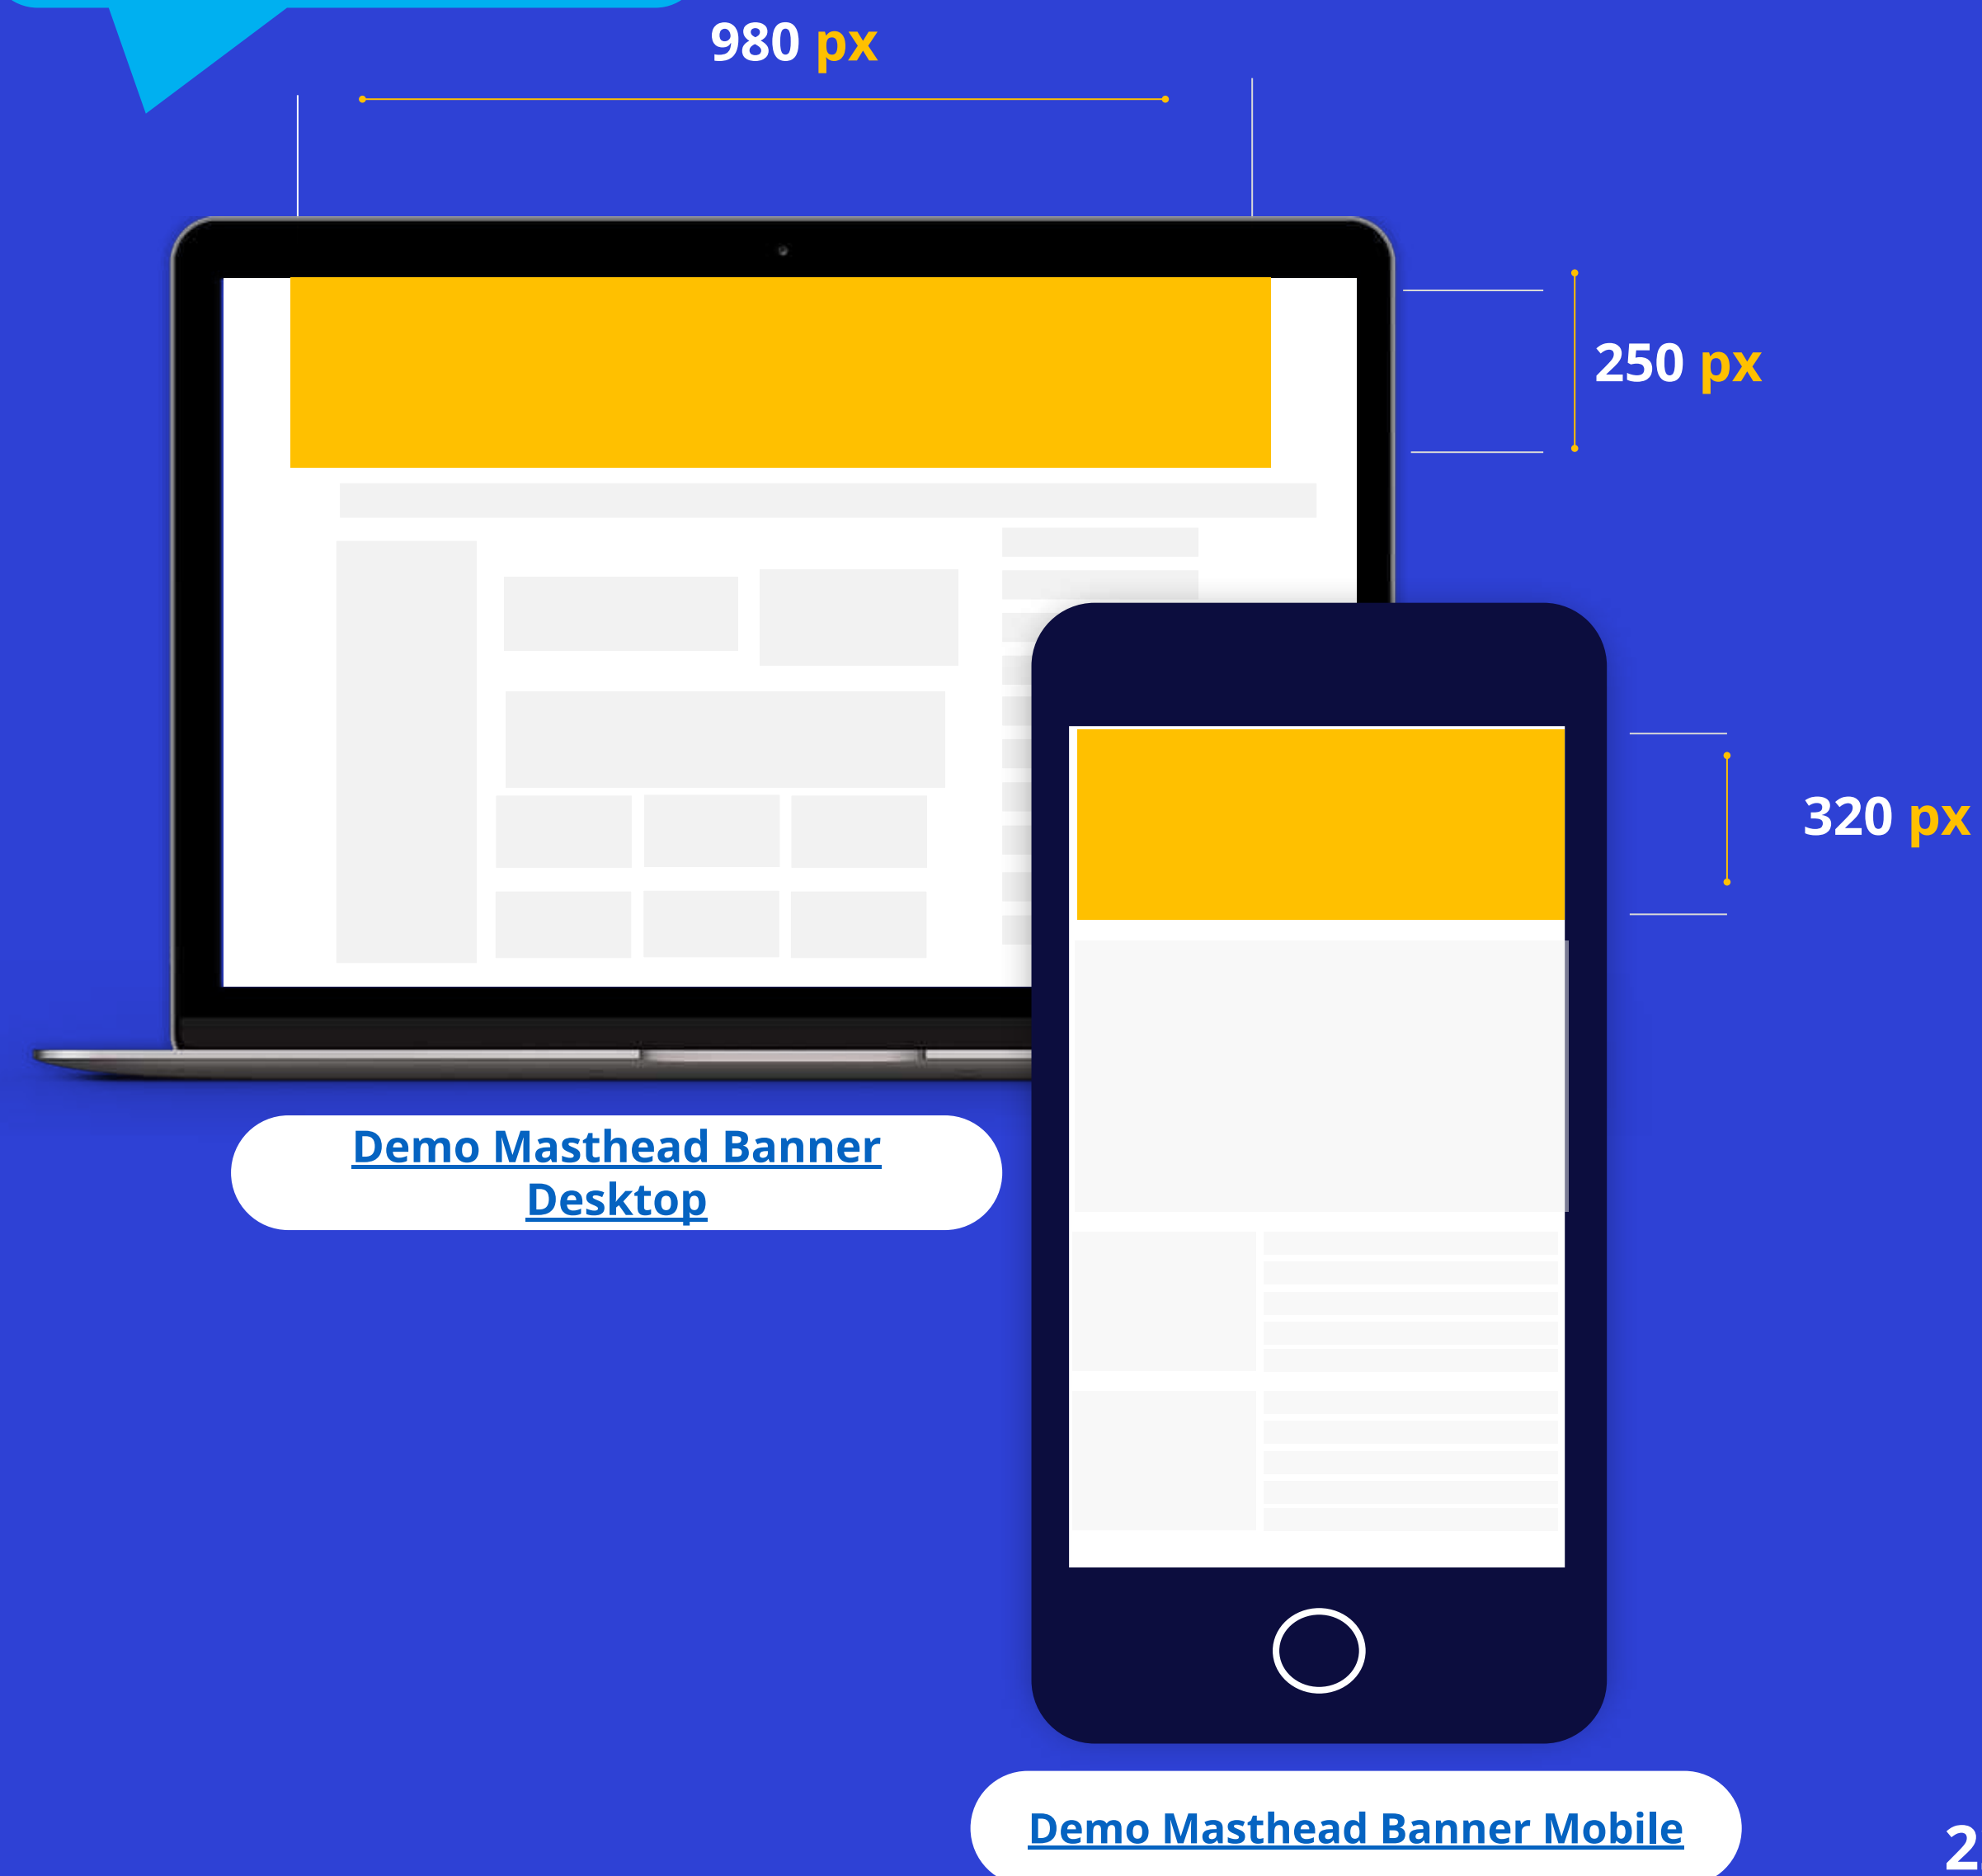 980 px
250 px
320 px
Demo Masthead Banner
Desktop
Demo Masthead Banner Mobile
2